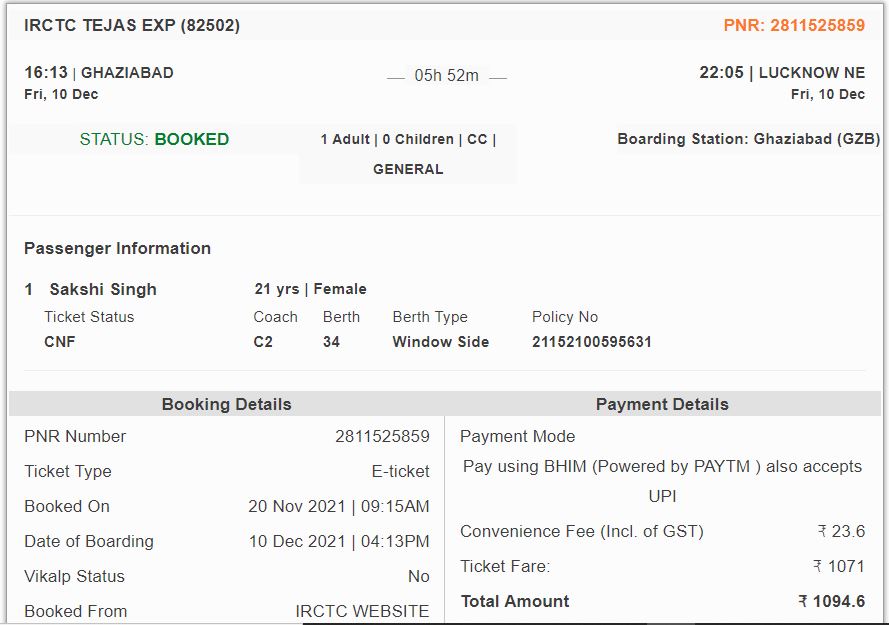 IRCTC TEJAS EXP (82502) PNR: 2811525859
16:13 | GHAZIABAD — 05h 52m — 22:05 | LUCKNOW NE
Fri, 10 Dec Fri, 10 Dec
STATUS: BOOKED 1 Adult | 0 Children | CC | Boarding Station: Ghaziabad (GZB)
GENERAL
Passenger Information
1 Sakshi Singh 21 yrs | Female
Ticket Status Coach Berth Berth Type Policy No
CNF C2 34 Window Side 21152100595631
Booking Details
PNR Number 2811525859
Ticket Type E-ticket
Booked On 20 Nov 2021 | 09:15AM
Date of Boarding 10 Dec 2021 | 04:13PM
Vikalp Status No
Booked From IRCTC WEBSITE
Payment Details
Payment Mode
Pay using BHIM (Powered by PAYTM ) also accepts
UPI
Convenience Fee (Incl. of GST) ₹ 23.6
Ticket Fare: ₹ 1071
Total Amount ₹ 1094.6